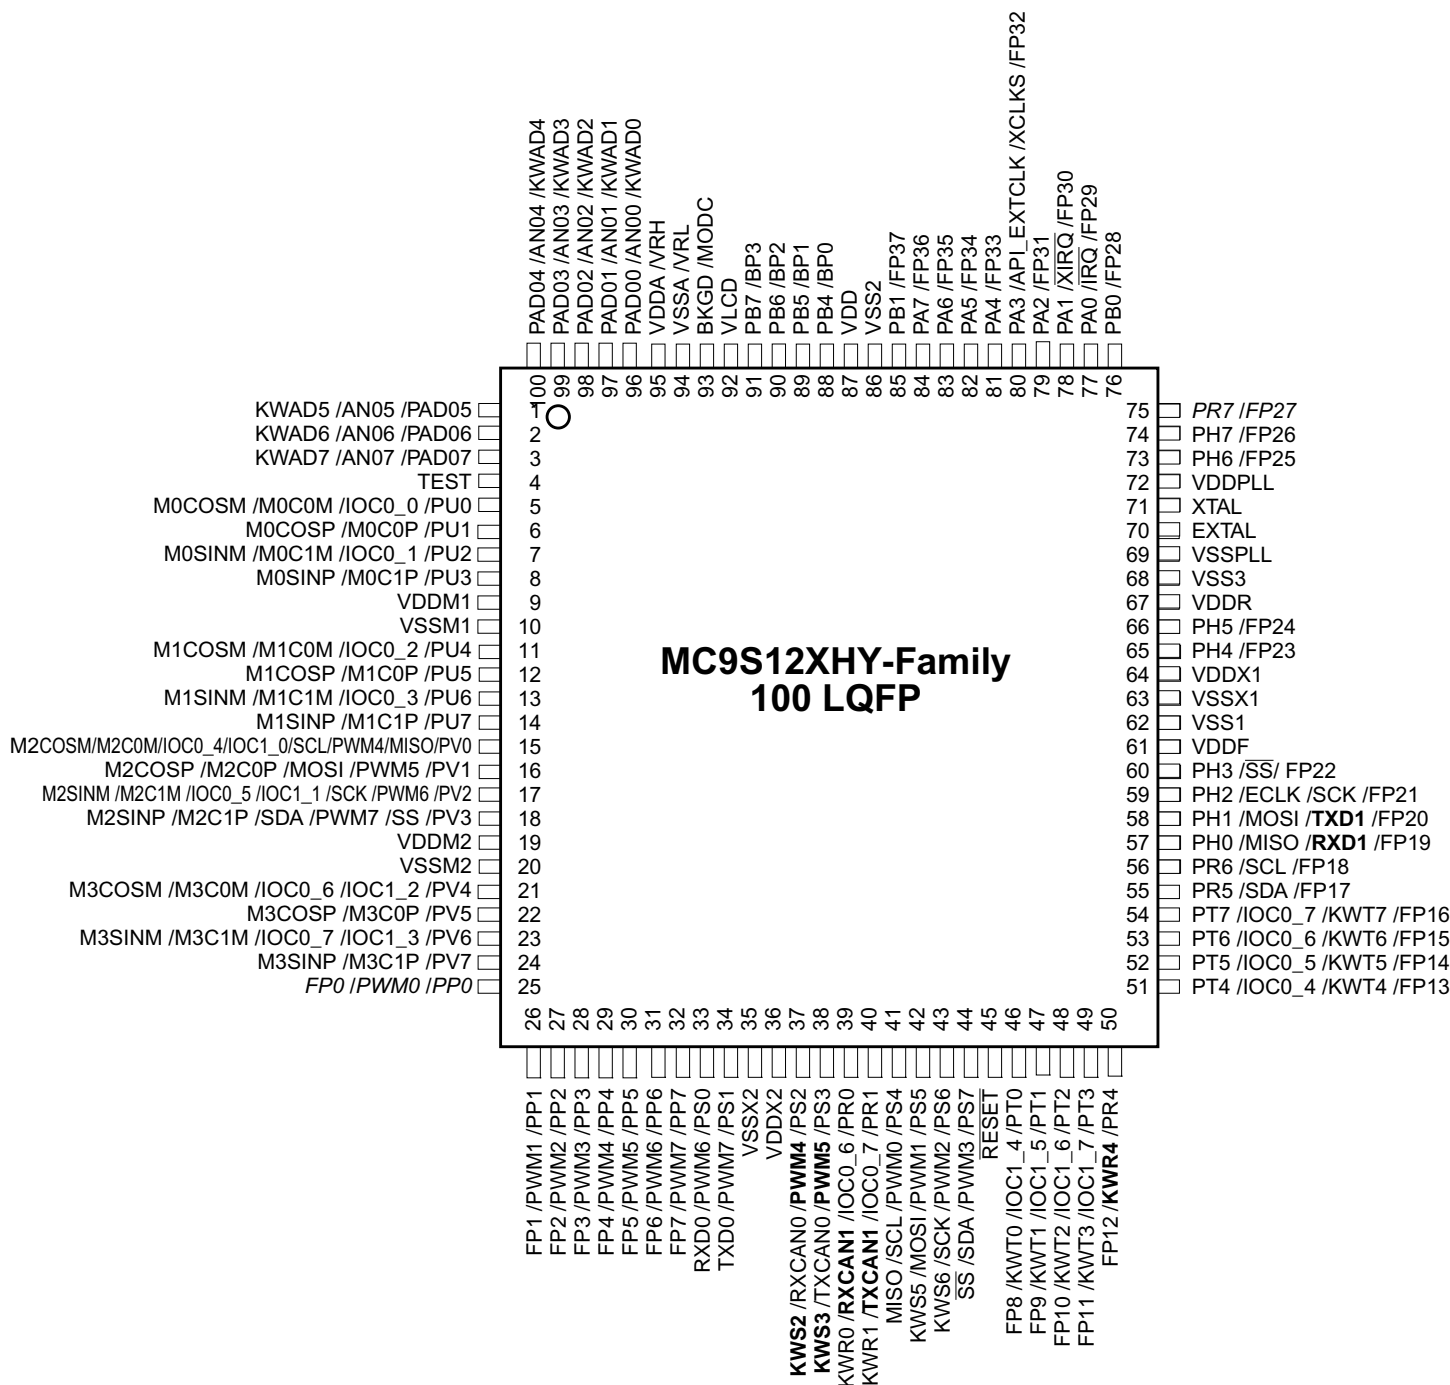 PAD04 /AN04 /KWAD4
PAD03 /AN03 /KWAD3
PAD02 /AN02 /KWAD2
PAD01 /AN01 /KWAD1
PAD00 /AN00 /KWAD0
VDDA /VRH
VSSA /VRL
BKGD /MODC
VLCD
PB7 /BP3
PB6 /BP2
PB5 /BP1
PB4 /BP0
VDD
VSS2
PB1 /FP37
PA7 /FP36
PA6 /FP35
PA5 /FP34
PA4 /FP33
PA3 /API_EXTCLK /XCLKS /FP32
PA2 /FP31
PA1 /XIRQ /FP30
PA0 /IRQ /FP29
PB0 /FP28
100
99
98
97
96
95
94
93
92
91
90
89
88
87
86
85
84
83
82
81
80
79
78
77
76
KWAD5 /AN05 /PAD05 1
KWAD6 /AN06 /PAD06 2
KWAD7 /AN07 /PAD07 3
TEST 4
M0COSM /M0C0M /IOC0_0 /PU0 5
M0COSP /M0C0P /PU1 6
M0SINM /M0C1M /IOC0_1 /PU2 7
M0SINP /M0C1P /PU3 8
VDDM1 9
VSSM1 10
M1COSM /M1C0M /IOC0_2 /PU4 11
M1COSP /M1C0P /PU5 12
M1SINM /M1C1M /IOC0_3 /PU6 13
M1SINP /M1C1P /PU7 14
M2COSM/M2C0M/IOC0_4/IOC1_0/SCL/PWM4/MISO/PV0 15
M2COSP /M2C0P /MOSI /PWM5 /PV1 16
M2SINM /M2C1M /IOC0_5 /IOC1_1 /SCK /PWM6 /PV2 17
M2SINP /M2C1P /SDA /PWM7 /SS /PV3 18
VDDM2 19
VSSM2 20
M3COSM /M3C0M /IOC0_6 /IOC1_2 /PV4 21
M3COSP /M3C0P /PV5 22
M3SINM /M3C1M /IOC0_7 /IOC1_3 /PV6 23
M3SINP /M3C1P /PV7 24
FP0 /PWM0 /PP0 25
MC9S12XHY-Family
100 LQFP
75 PR7 /FP27
74 PH7 /FP26
73 PH6 /FP25
72 VDDPLL
71 XTAL
70 EXTAL
69 VSSPLL
68 VSS3
67 VDDR
66 PH5 /FP24
65 PH4 /FP23
64 VDDX1
63 VSSX1
62 VSS1
61 VDDF
60 PH3 /SS/ FP22
59 PH2 /ECLK /SCK /FP21
58 PH1 /MOSI /TXD1 /FP20
57 PH0 /MISO /RXD1 /FP19
56 PR6 /SCL /FP18
55 PR5 /SDA /FP17
54 PT7 /IOC0_7 /KWT7 /FP16
53 PT6 /IOC0_6 /KWT6 /FP15
52 PT5 /IOC0_5 /KWT5 /FP14
51 PT4 /IOC0_4 /KWT4 /FP13
26
27
28
29
30
31
32
33
34
35
36
37
38
39
40
41
42
43
44
45
46
47
48
49
50
FP1 /PWM1 /PP1
FP2 /PWM2 /PP2
FP3 /PWM3 /PP3
FP4 /PWM4 /PP4
FP5 /PWM5 /PP5
FP6 /PWM6 /PP6
FP7 /PWM7 /PP7
RXD0 /PWM6 /PS0
TXD0 /PWM7 /PS1
VSSX2
VDDX2
KWS2 /RXCAN0 /PWM4 /PS2
KWS3 /TXCAN0 /PWM5 /PS3
KWR0 /RXCAN1 /IOC0_6 /PR0
KWR1 /TXCAN1 /IOC0_7 /PR1
MISO /SCL /PWM0 /PS4
KWS5 /MOSI /PWM1 /PS5
KWS6 /SCK /PWM2 /PS6
SS /SDA /PWM3 /PS7
RESET
FP8 /KWT0 /IOC1_4 /PT0
FP9 /KWT1 /IOC1_5 /PT1
FP10 /KWT2 /IOC1_6 /PT2
FP11 /KWT3 /IOC1_7 /PT3
FP12 /KWR4 /PR4